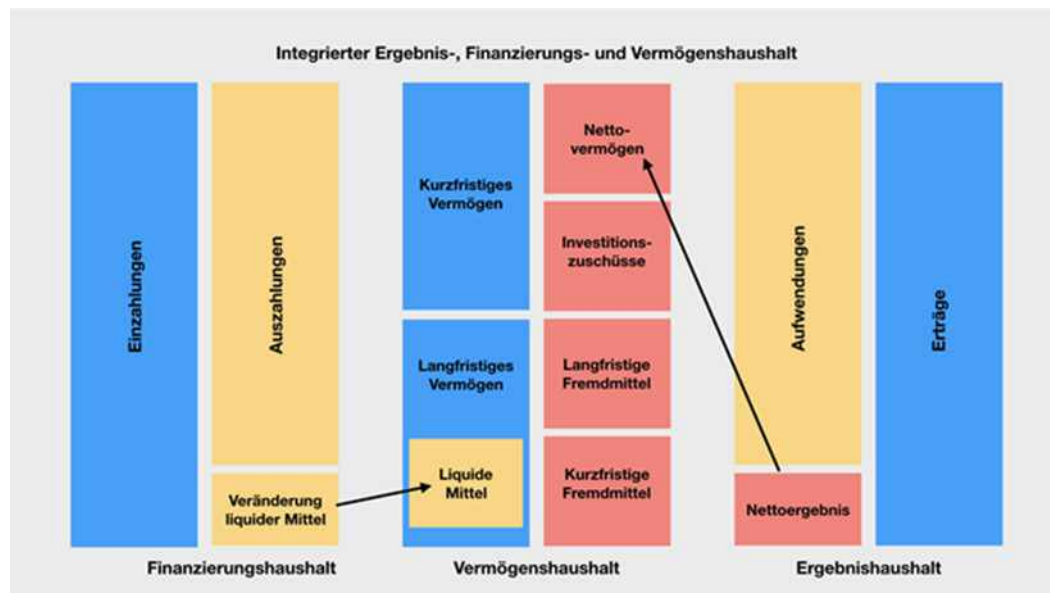 Integrierter Ergebnis-, Finanzierungs- und Vermögenshaushalt
Einzahlungen
Auszahlungen
Veränderung
liquider Mittel
Finanzierungshaushalt
Kurzfristiges
Vermögen
Langfristiges
Vermögen
Liquide
Mittel
Netto-
vermögen
Investitions-
zuschüsse
Langfristige
Fremdmittel
Kurzfristige
Fremdmittel
Vermögenshaushalt
Aufwendungen
Nettoergebnis
Erträge
Ergebnishaushalt